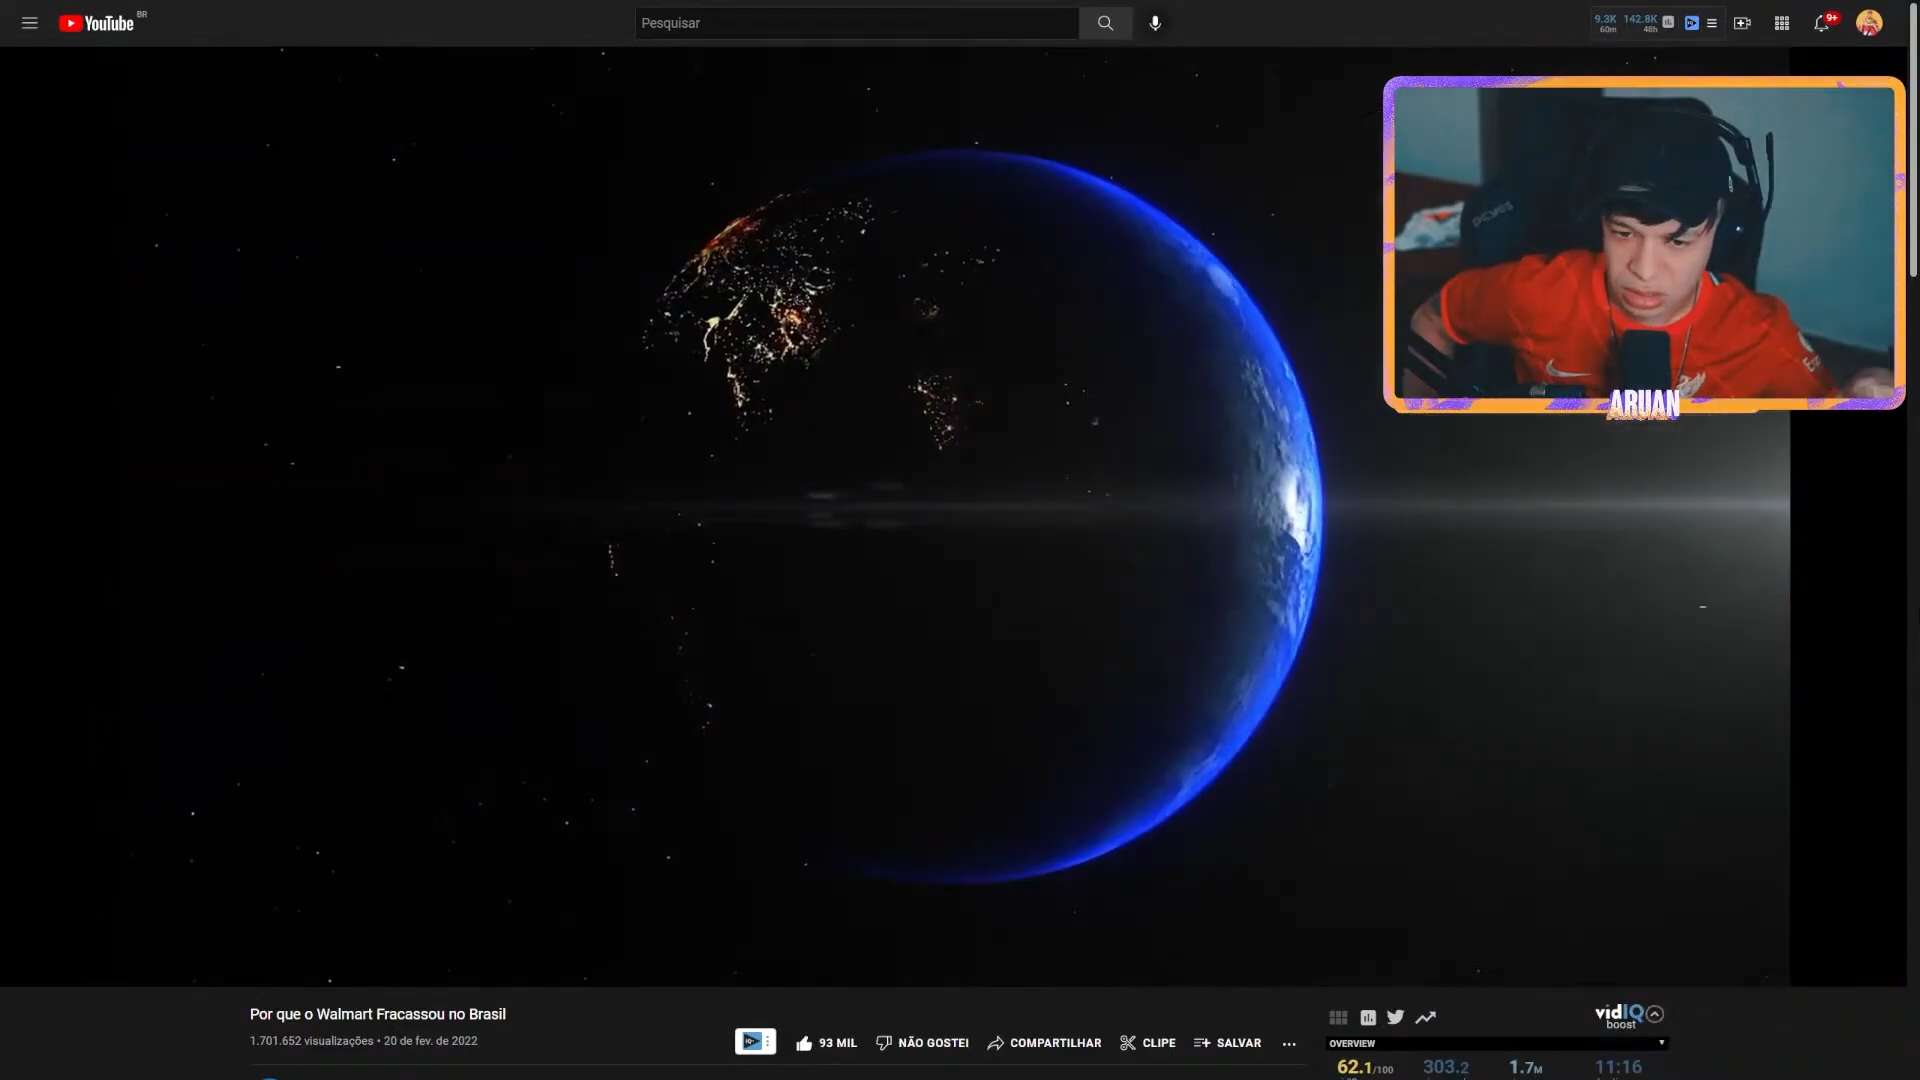 YouTube BR
Pesquisar
9.3K 142.8K
60m 48h
9+
ARUAN
Por que o Walmart Fracassou no Brasil
1.701.652 visualizações • 20 de fev. de 2022
93 MIL NÃO GOSTEI COMPARTILHAR CLIPE SALVAR ...
vidIQ
boost
OVERVIEW
62.1/100 303.2 1.7M 11:16